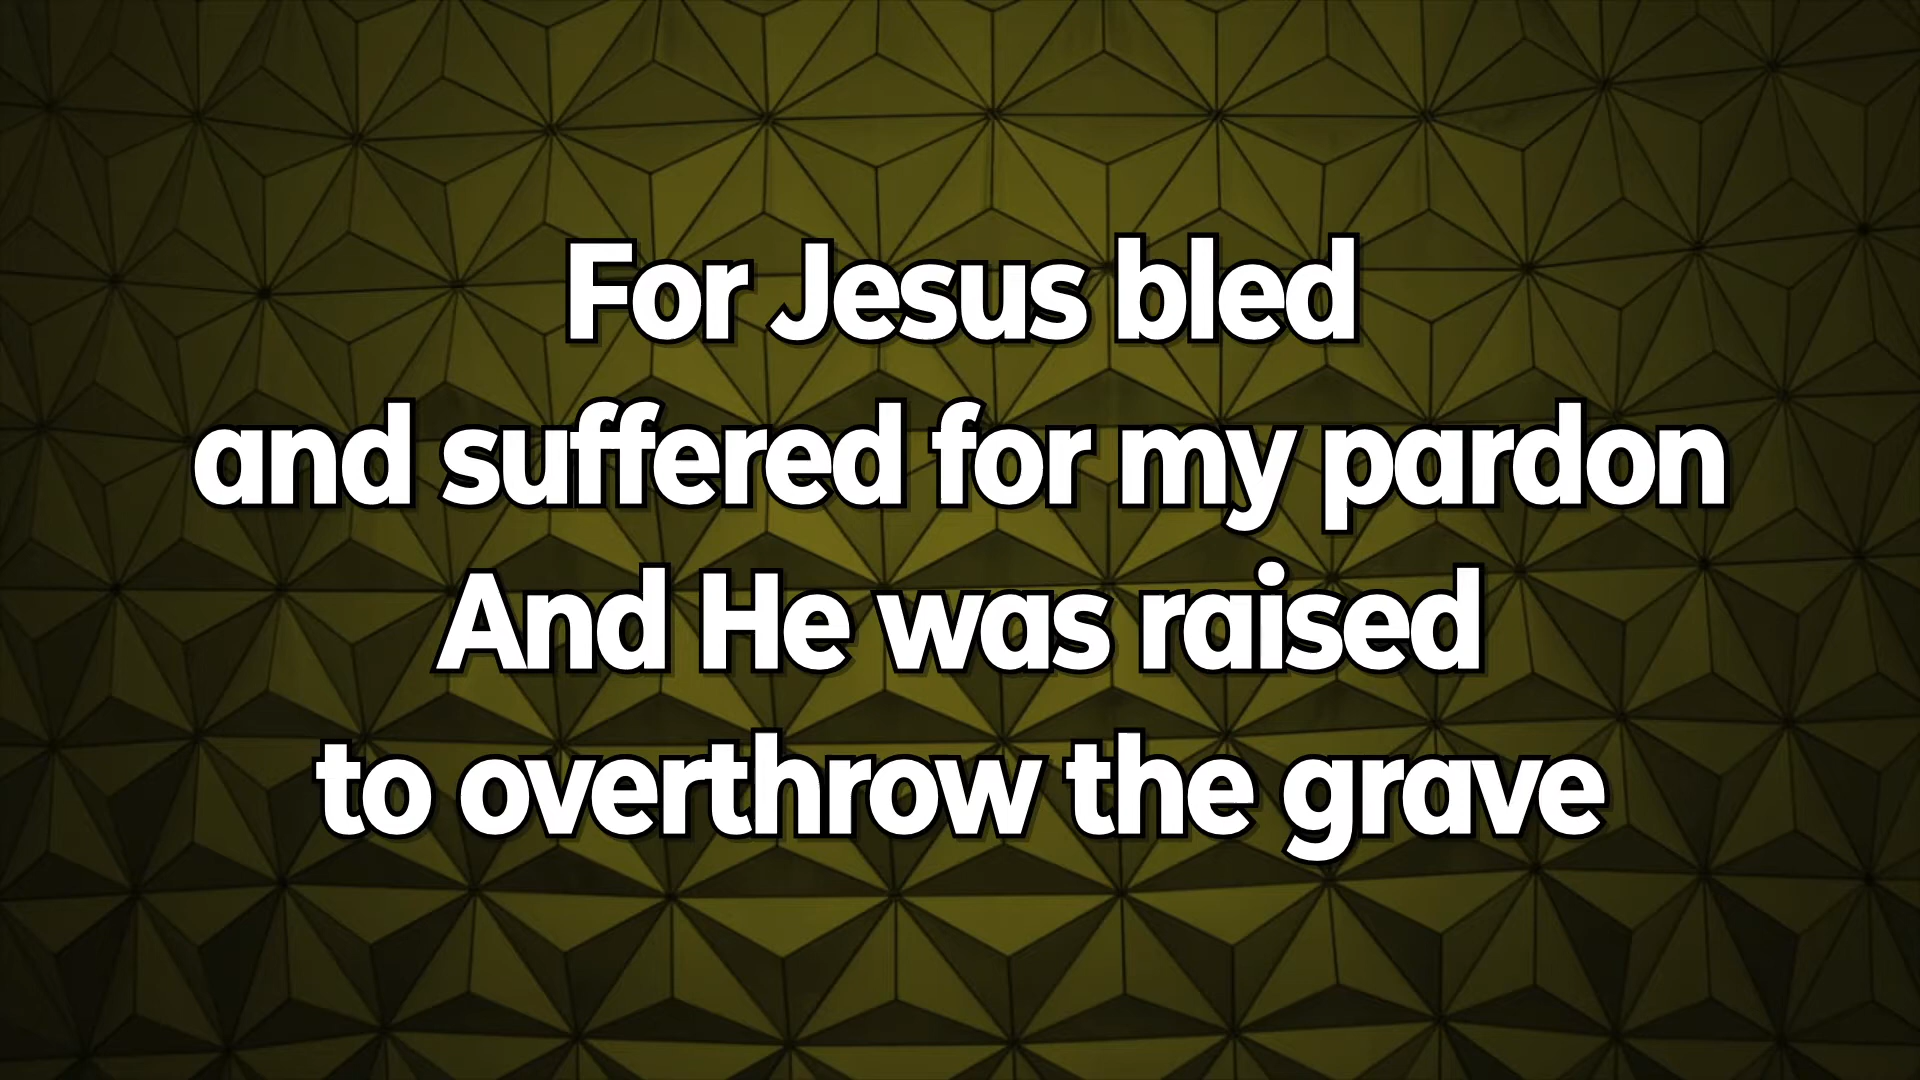 For Jesus bled
and suffered for my pardon
And He was raised
to overthrow the grave